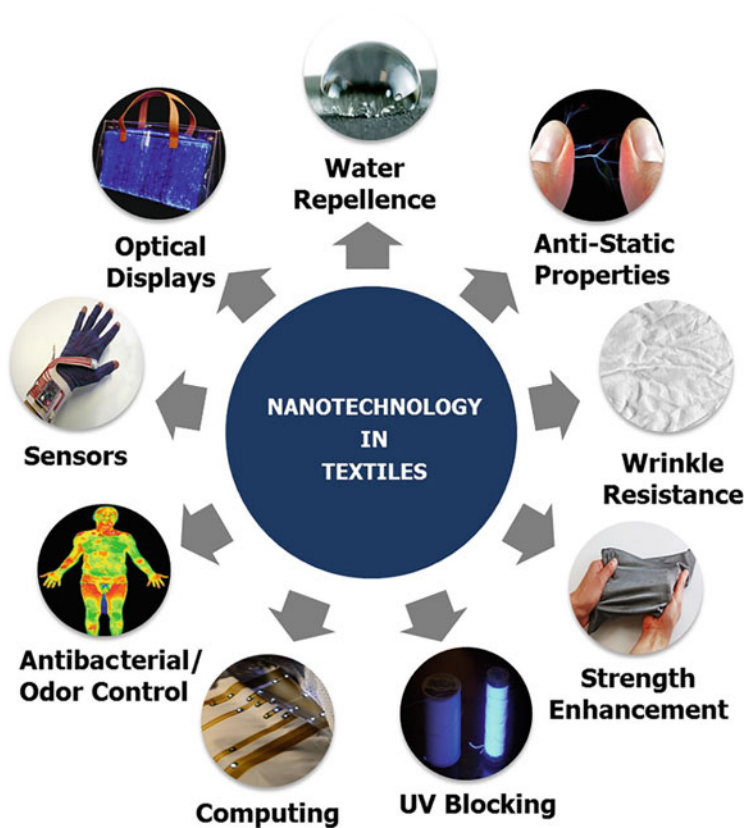 Water
Repellence
Optical
Displays
Anti-Static
Properties
Sensors
NANOTECHNOLOGY
IN
TEXTILES
Wrinkle
Resistance
Antibacterial/
Odor Control
Strength
Enhancement
Computing
UV Blocking